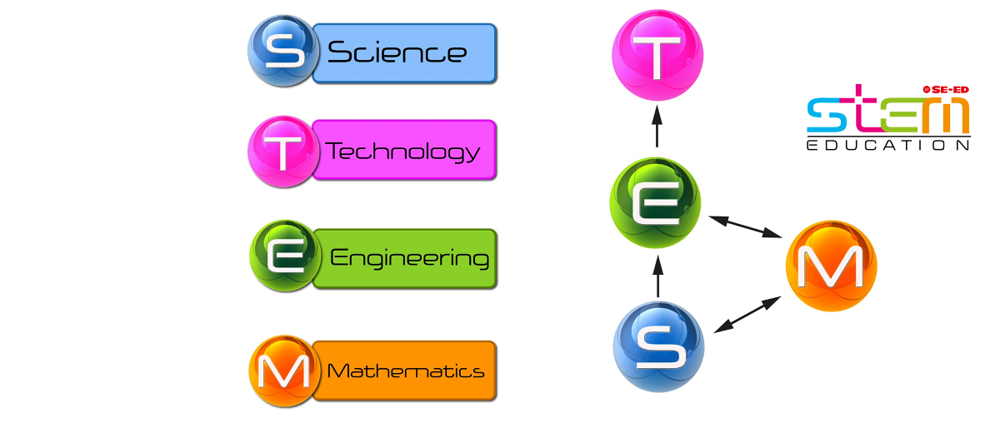 S Science
T Technology
E Engineering
M Mathematics
T
E
M
S
SE-ED
STEM
EDUCATION